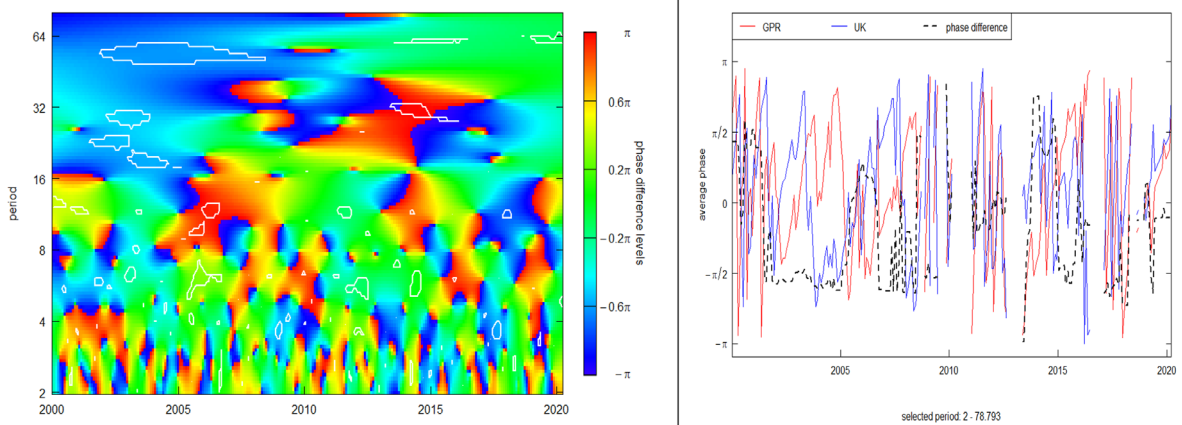 64
32
16
8
4
2
period
2000 2005 2010 2015 2020
π
0.6π
0.2π
−0.2π
−0.6π
−π
phase difference levels
GPR UK phase difference
π
π/2
0
−π/2
−π
average phase
2005 2010 2015 2020
selected period: 2 - 78.793